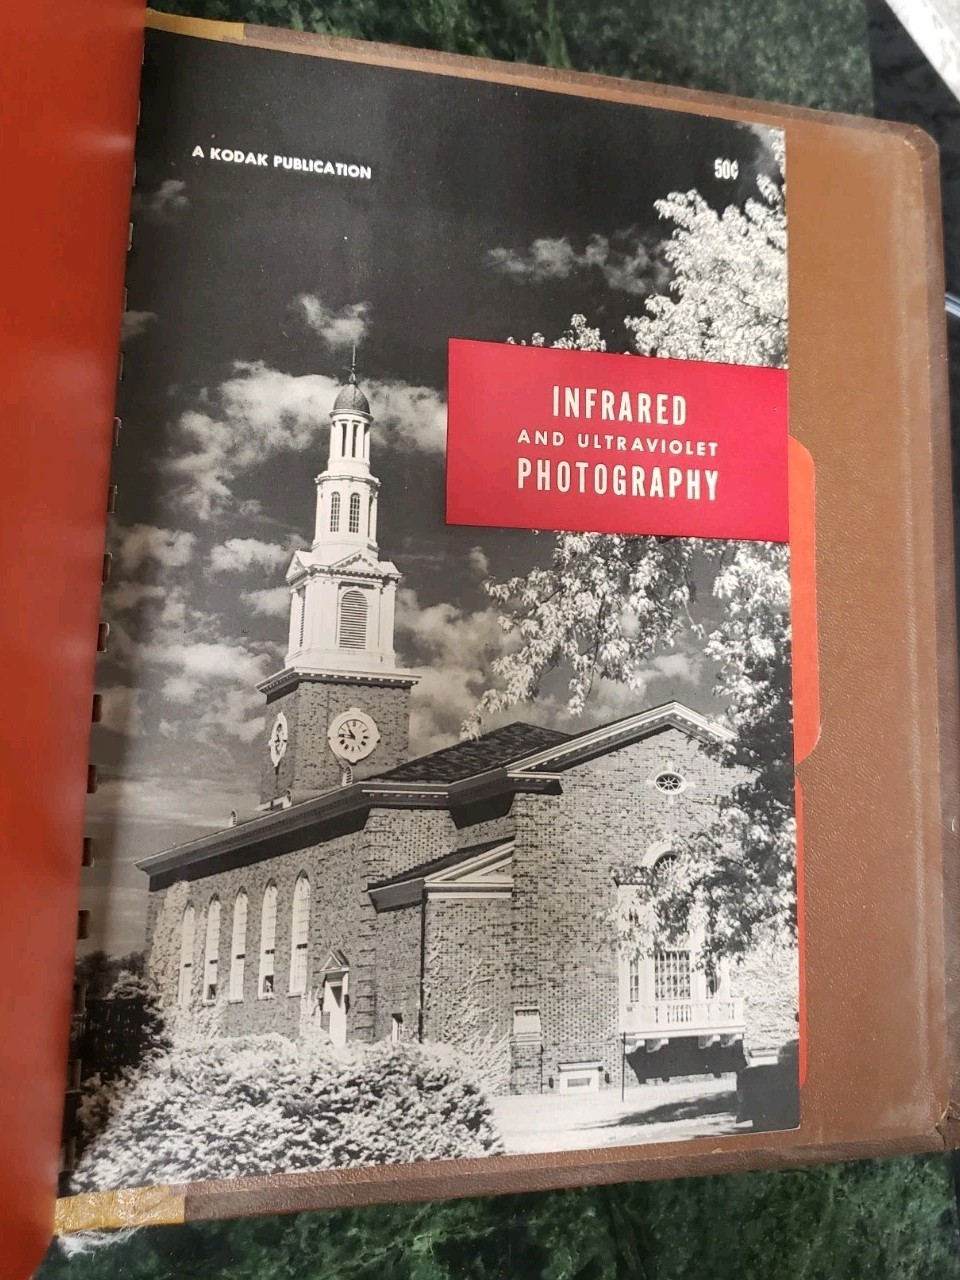 A KODAK PUBLICATION
50¢
INFRARED
AND ULTRAVIOLET
PHOTOGRAPHY